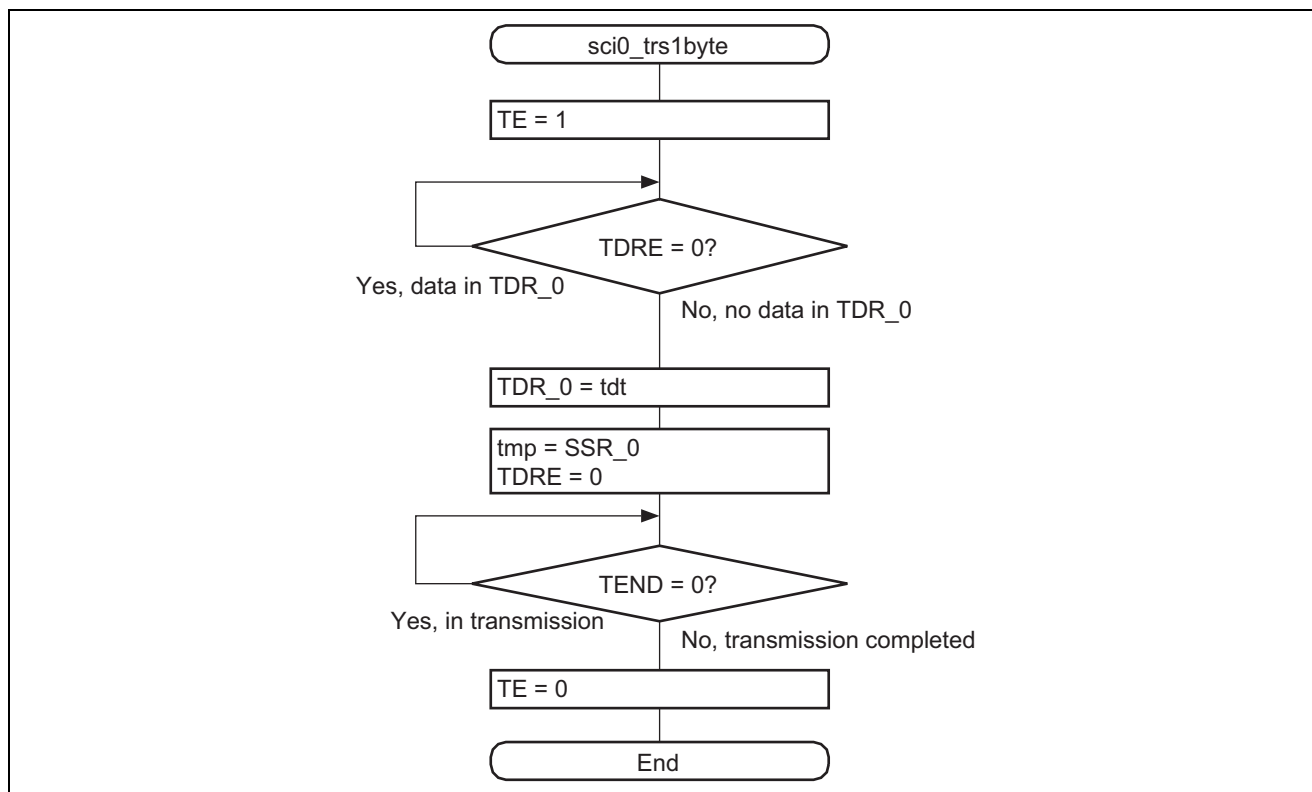 sci0_trs1byte
TE = 1
TDRE = 0?
Yes, data in TDR_0
No, no data in TDR_0
TDR_0 = tdt
tmp = SSR_0
TDRE = 0
TEND = 0?
Yes, in transmission
No, transmission completed
TE = 0
End